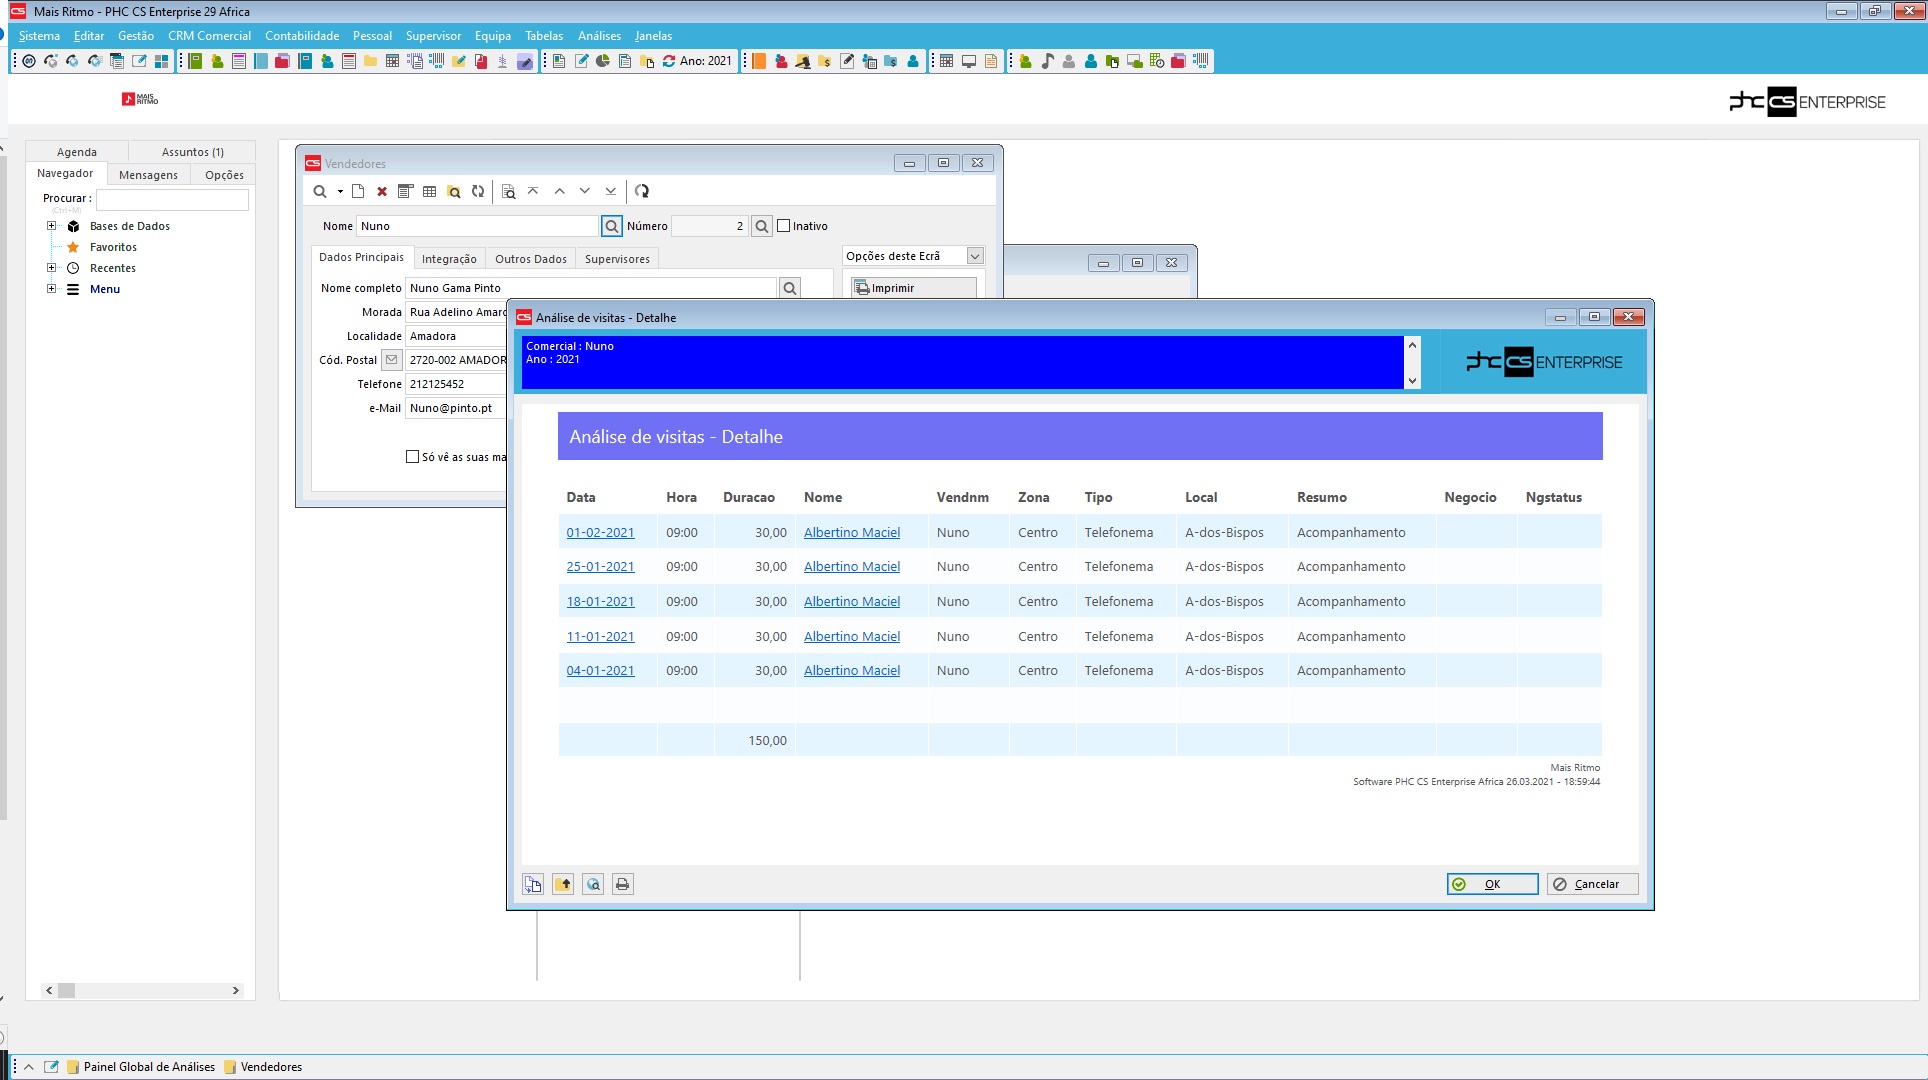 Mais Ritmo - PHC CS Enterprise 29 Africa
Sistema Editar Gestão CRM Comercial Contabilidade Pessoal Supervisor Equipa Tabelas Análises Janelas
Ano: 2021
MAIS RITMO
phc CS ENTERPRISE
Agenda Assuntos (1)
Navegador Mensagens Opções
Procurar :
(Ctrl+M)
Bases de Dados
Favoritos
Recentes
Menu
Vendedores
Nome Nuno Número 2 Inativo
Dados Principais Integração Outros Dados Supervisores
Opções deste Ecrã
Nome completo Nuno Gama Pinto
Imprimir
Morada Rua Adelino Amaro
Localidade Amadora
Cód. Postal 2720-002 AMADOR
Telefone 212125452
e-Mail Nuno@pinto.pt
Só vê as suas ma
Análise de visitas - Detalhe
Comercial : Nuno
Ano : 2021
phc CS ENTERPRISE
Análise de visitas - Detalhe
Data Hora Duracao Nome Vendnm Zona Tipo Local Resumo Negocio Ngstatus
01-02-2021 09:00 30,00 Albertino Maciel Nuno Centro Telefonema A-dos-Bispos Acompanhamento
25-01-2021 09:00 30,00 Albertino Maciel Nuno Centro Telefonema A-dos-Bispos Acompanhamento
18-01-2021 09:00 30,00 Albertino Maciel Nuno Centro Telefonema A-dos-Bispos Acompanhamento
11-01-2021 09:00 30,00 Albertino Maciel Nuno Centro Telefonema A-dos-Bispos Acompanhamento
04-01-2021 09:00 30,00 Albertino Maciel Nuno Centro Telefonema A-dos-Bispos Acompanhamento
150,00
Mais Ritmo
Software PHC CS Enterprise Africa 26.03.2021 - 18:59:44
OK Cancelar
Painel Global de Análises Vendedores